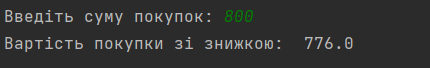 Введіть суму покупок: 800
Вартість покупки зі знижкою:  776.0